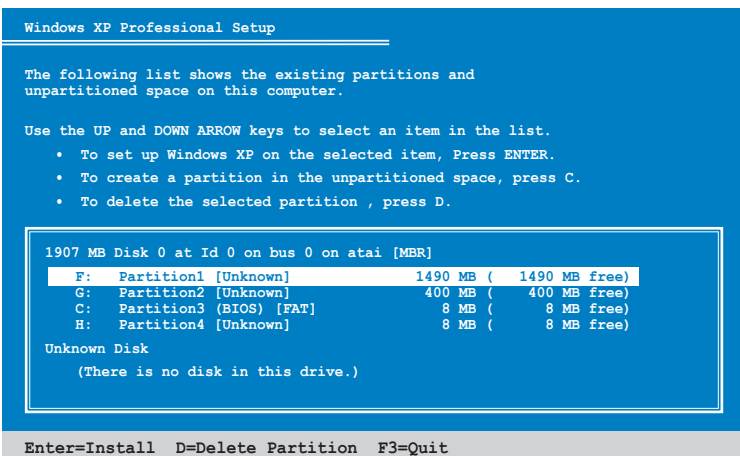 Windows XP Professional Setup
The following list shows the existing partitions and
unpartitioned space on this computer.
Use the UP and DOWN ARROW keys to select an item in the list.
• To set up Windows XP on the selected item, Press ENTER.
• To create a partition in the unpartitioned space, press C.
• To delete the selected partition , press D.
1907 MB Disk 0 at Id 0 on bus 0 on atai [MBR]
F: Partition1 [Unknown] 1490 MB ( 1490 MB free)
G: Partition2 [Unknown] 400 MB ( 400 MB free)
C: Partition3 (BIOS) [FAT] 8 MB ( 8 MB free)
H: Partition4 [Unknown] 8 MB ( 8 MB free)
Unknown Disk
(There is no disk in this drive.)
Enter=Install D=Delete Partition F3=Quit